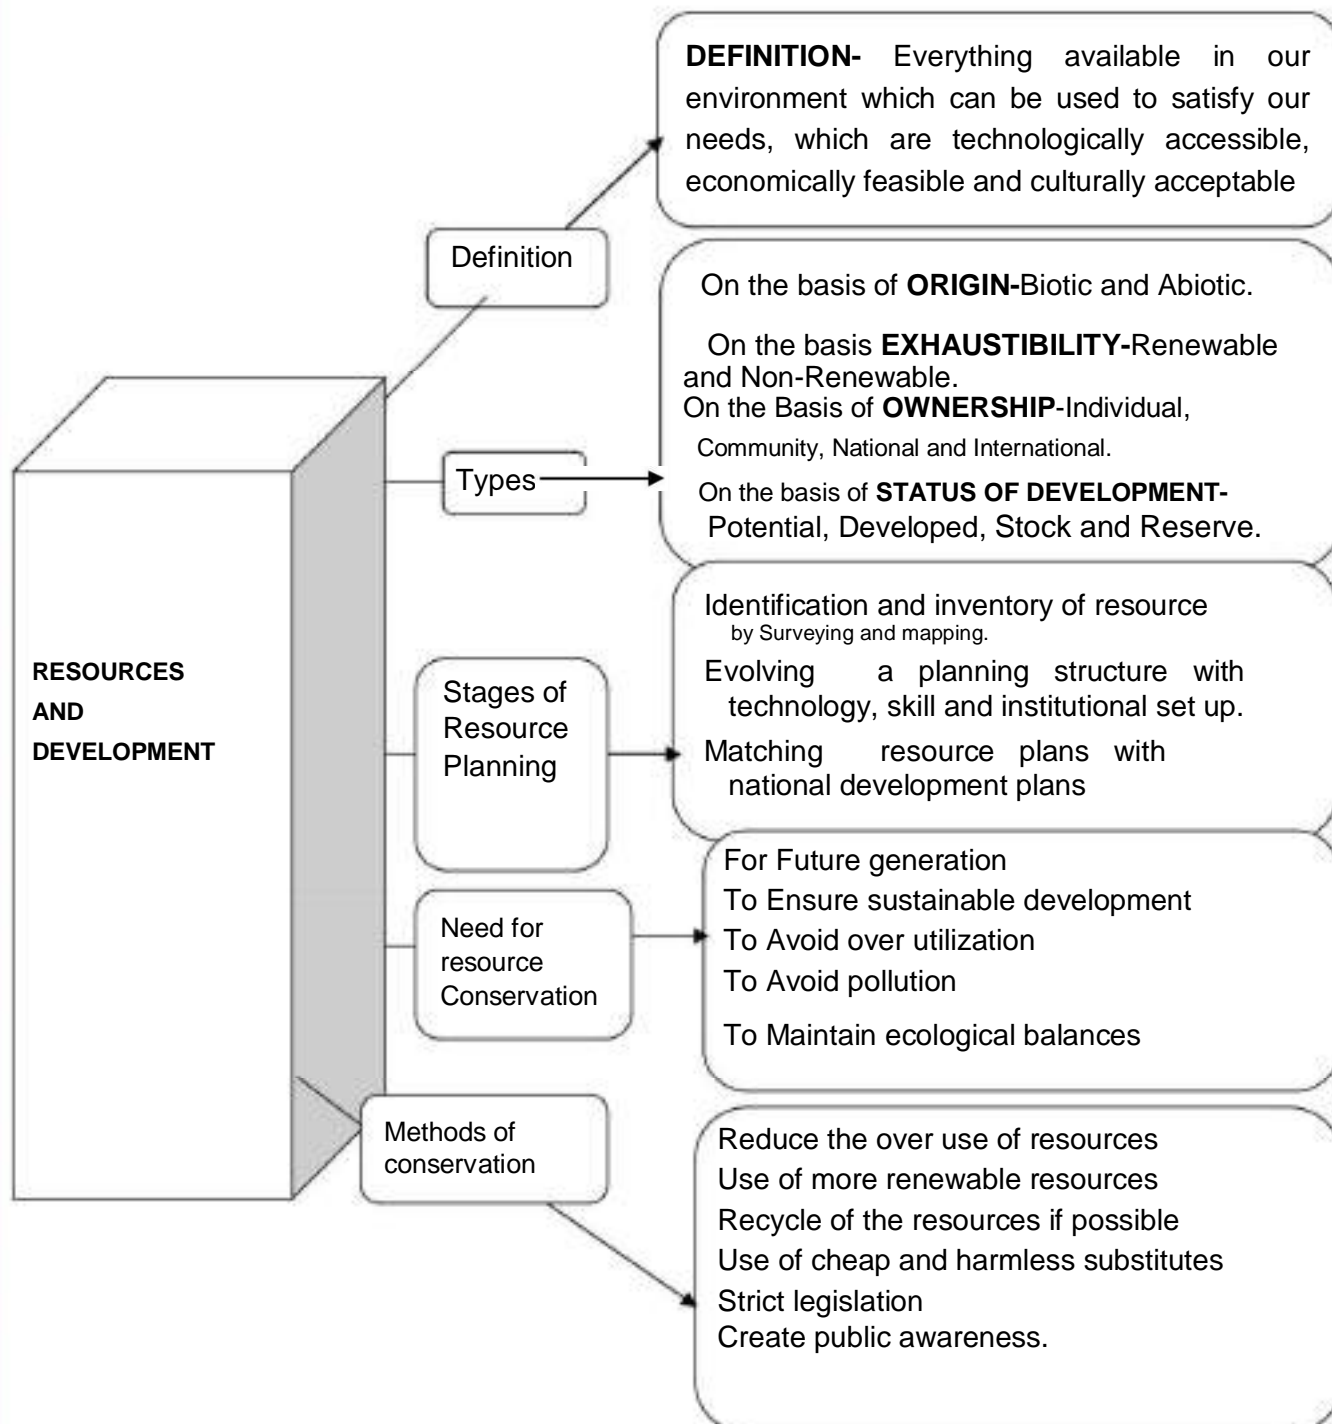 DEFINITION- Everything available in our
environment which can be used to satisfy our
needs, which are technologically accessible,
economically feasible and culturally acceptable
Definition
On the basis of ORIGIN-Biotic and Abiotic.
On the basis EXHAUSTIBILITY-Renewable
and Non-Renewable.
On the Basis of OWNERSHIP-Individual,
Community, National and International.
On the basis of STATUS OF DEVELOPMENT-
Potential, Developed, Stock and Reserve.
Types
RESOURCES
AND
DEVELOPMENT
Stages of
Resource
Planning
Identification and inventory of resource
by Surveying and mapping.
Evolving a planning structure with
technology, skill and institutional set up.
Matching resource plans with
national development plans
Need for
resource
Conservation
For Future generation
To Ensure sustainable development
To Avoid over utilization
To Avoid pollution
To Maintain ecological balances
Methods of
conservation
Reduce the over use of resources
Use of more renewable resources
Recycle of the resources if possible
Use of cheap and harmless substitutes
Strict legislation
Create public awareness.